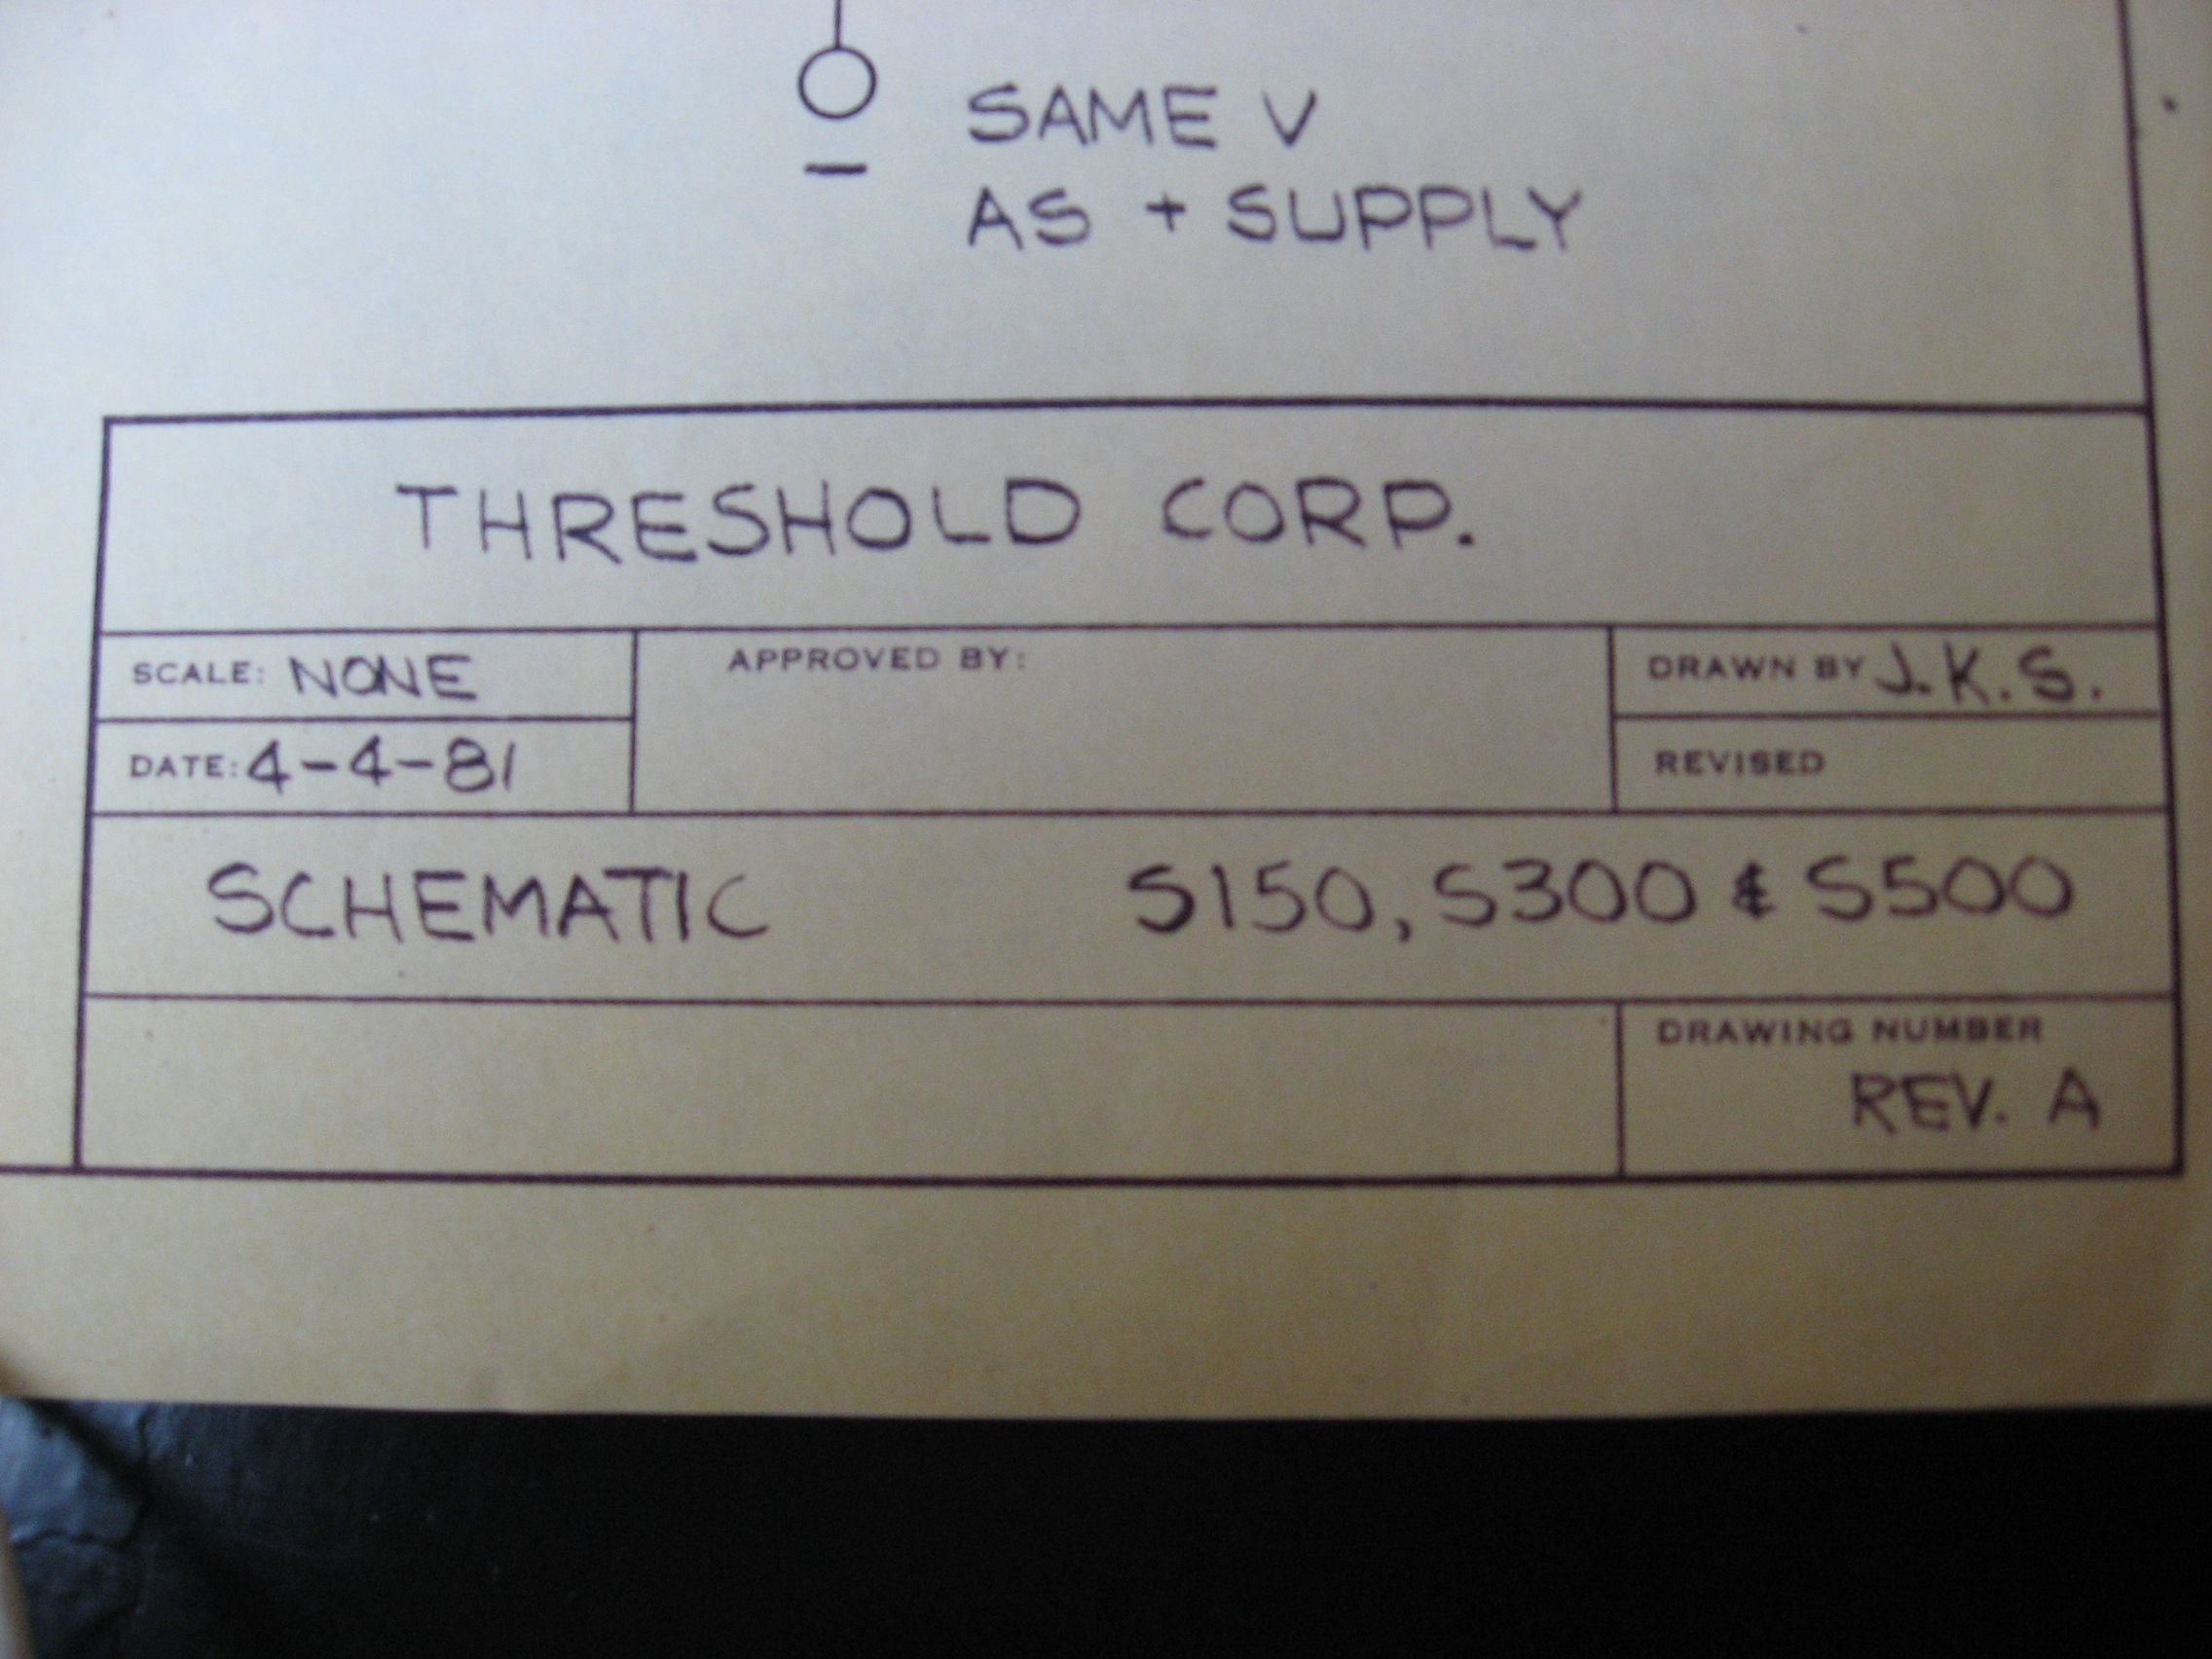 SAME V
AS + SUPPLY
THRESHOLD CORP.
SCALE: NONE
APPROVED BY:
DRAWN BY J.K.S.
DATE: 4-4-81
REVISED
SCHEMATIC S150, S300 & S500
DRAWING NUMBER
REV. A